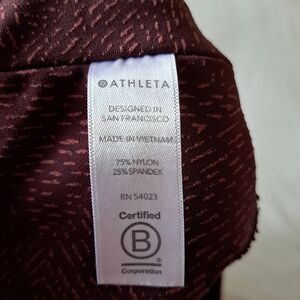 ATHLETA
DESIGNED IN
SAN FRANCISCO
MADE IN VIETNAM
75% NYLON
25% SPANDEX
RN 54023
Certified
B
Corporation